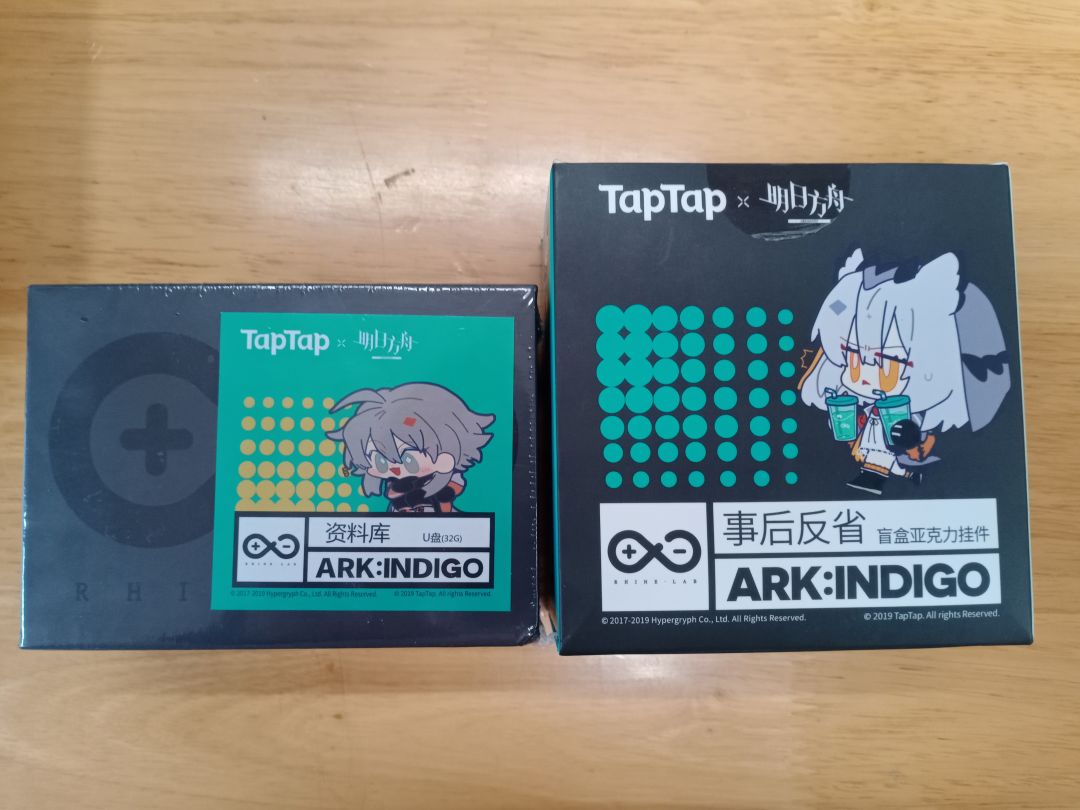 TapTap × 明日方舟
资料库 U盘(32G)
RHINE·LAB
ARK:INDIGO
© 2017-2019 Hypergryph Co., Ltd. All Rights Reserved. © 2019 TapTap. All rights Reserved.
RHI
TapTap × 明日方舟
事后反省 盲盒亚克力挂件
RHINE·LAB
ARK:INDIGO
© 2017-2019 Hypergryph Co., Ltd. All Rights Reserved. © 2019 TapTap. All rights Reserved.